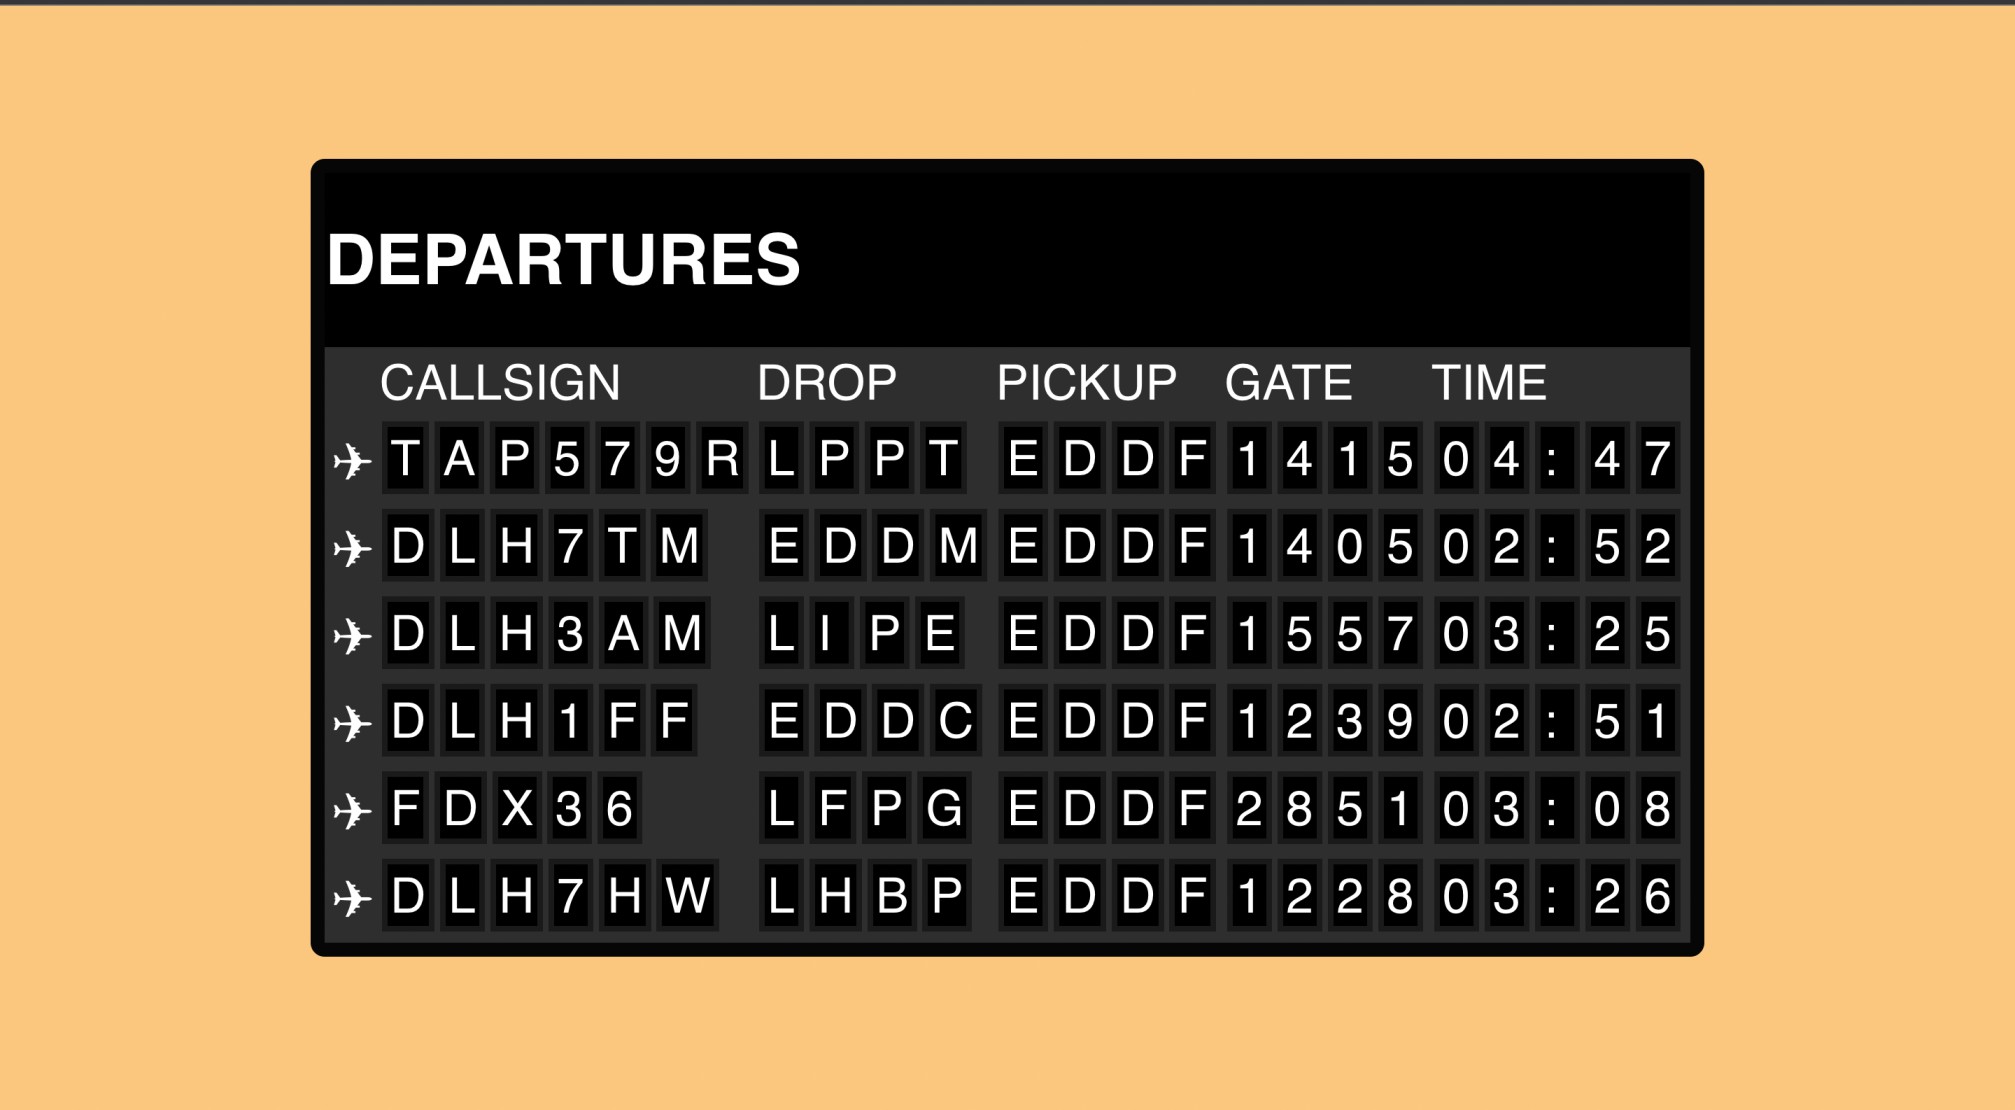 DEPARTURES
CALLSIGN DROP PICKUP GATE TIME
TAP579R LPPT EDDF 1415 04:47
DLH7TM EDDM EDDF 1405 02:52
DLH3AM LIPE EDDF 1557 03:25
DLH1FF EDDC EDDF 1239 02:51
FDX36 LFPG EDDF 2851 03:08
DLH7HW LHBP EDDF 1228 03:26